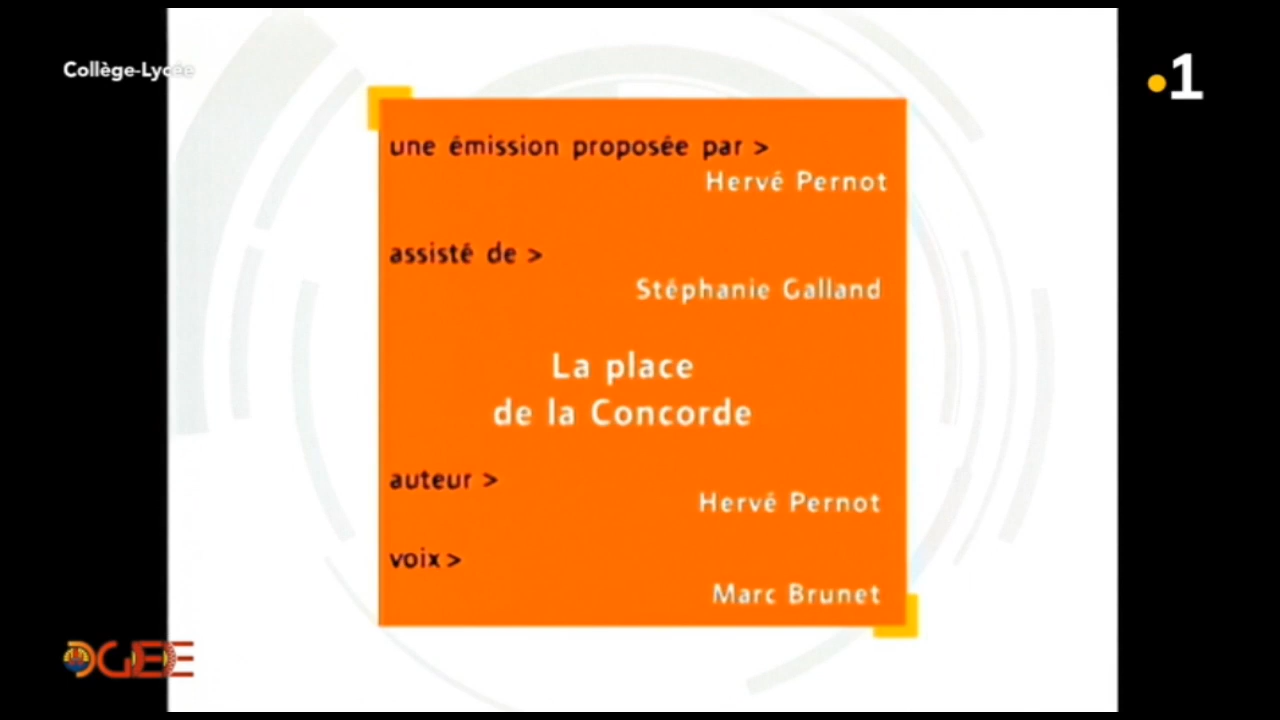 Collège-Lycée
1
une émission proposée par >
Hervé Pernot
assisté de >
Stéphanie Galland
La place
de la Concorde
auteur >
Hervé Pernot
voix >
Marc Brunet
DGEE